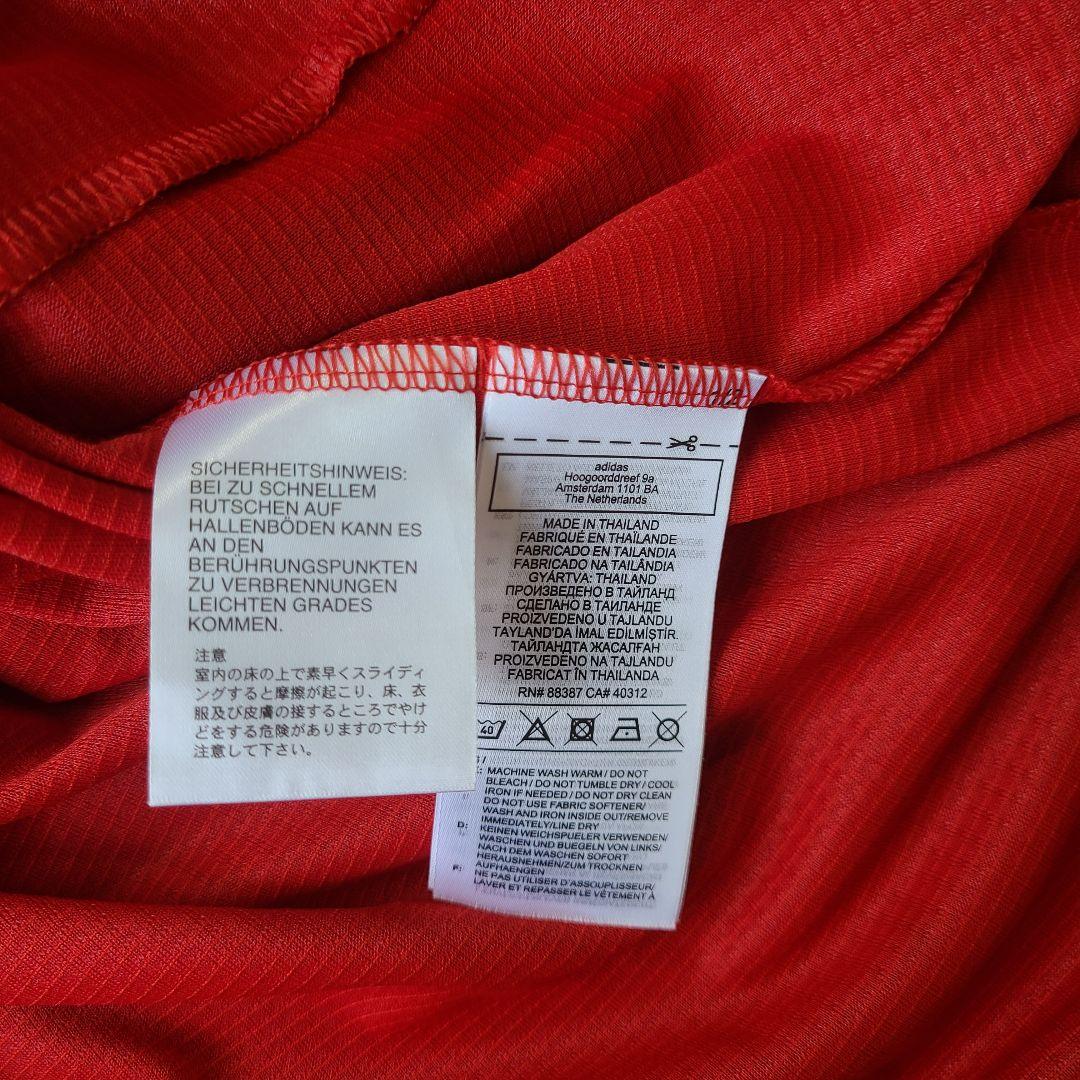 SICHERHEITSHINWEIS:
BEI ZU SCHNELLEM
RUTSCHEN AUF
HALLENBÖDEN KANN ES
AN DEN
BERÜHRUNGSPUNKTEN
ZU VERBRENNUNGEN
LEICHTEN GRADES
KOMMEN.
注意
室内の床の上で素早くスライディ
ングすると摩擦が起こり、床、衣
服及び皮膚の接するところでやけ
どをする危険がありますので十分
注意して下さい。
adidas
Hoogoorddreef 9a
Amsterdam 1101 BA
The Netherlands
MADE IN THAILAND
FABRIQUÉ EN THAÏLANDE
FABRICADO EN TAILANDIA
FABRICADO NA TAILÂNDIA
GYÁRTVA: THAILAND
ПРОИЗВЕДЕНО В ТАЙЛАНД
СДЕЛАНО В ТАИЛАНДЕ
PROIZVEDENO U TAJLANDU
TAYLAND'DA İMAL EDİLMİŞTİR.
ТАЙЛАНДТА ЖАСАЛҒАН
PROIZVEDENO NA TAJLANDU
FABRICAT ÎN THAILANDA
RN# 88387 CA# 40312
40
MACHINE WASH WARM / DO NOT
BLEACH / DO NOT TUMBLE DRY / COOL
IRON IF NEEDED / DO NOT DRY CLEAN
DO NOT USE FABRIC SOFTENER/
WASH AND IRON INSIDE OUT/REMOVE
IMMEDIATELY/LINE DRY
D: KEINEN WEICHSPUELER VERWENDEN/
WASCHEN UND BUEGELN VON LINKS/
NACH DEM WASCHEN SOFORT
HERAUSNEHMEN/ZUM TROCKNEN
AUFHAENGEN
F: NE PAS UTILISER D'ASSOUPLISSEUR/
LAVER ET REPASSER LE VÊTEMENT À